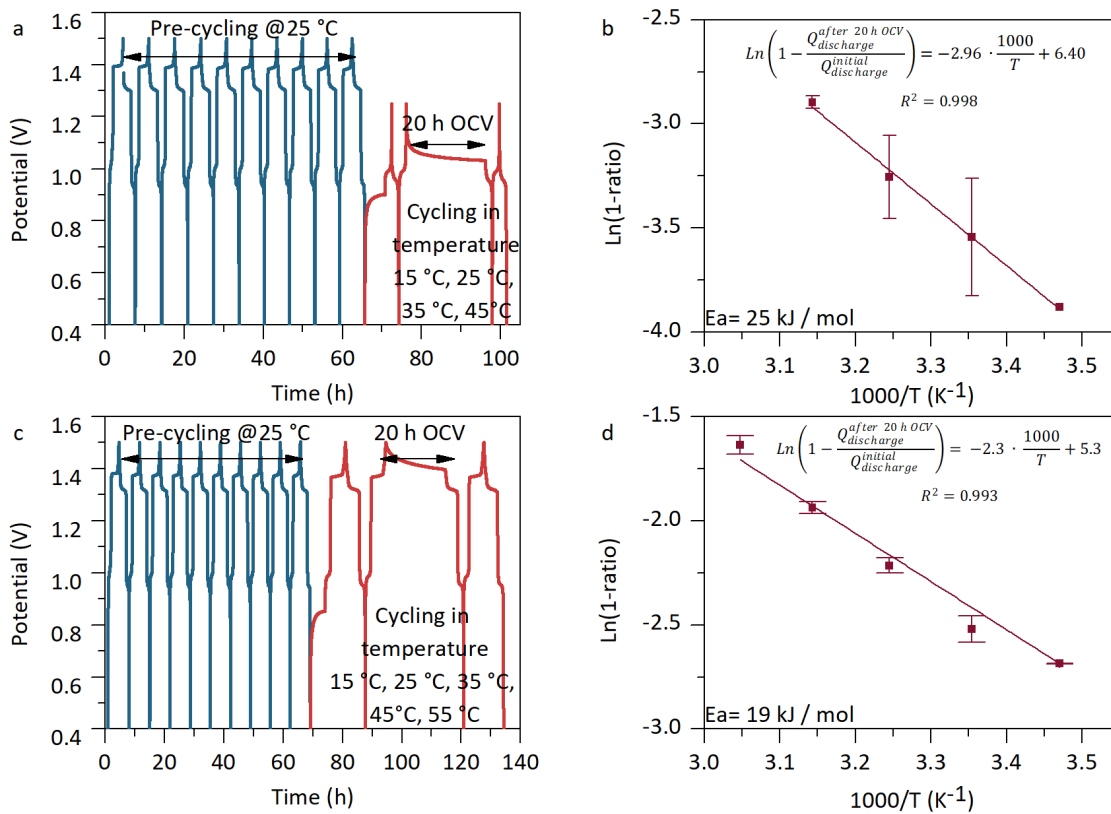 a
Pre-cycling @25 °C
20 h OCV
Cycling in
temperature
15 °C, 25 °C,
35 °C, 45°C
Potential (V)
1.6
1.4
1.2
1.0
0.8
0.6
0.4
0 20 40 60 80 100
Time (h)
b
Ln(1 − Q_discharge^after 20 h OCV / Q_discharge^initial) = −2.96 · 1000/T + 6.40
R² = 0.998
Ln(1-ratio)
-2.5
-3.0
-3.5
-4.0
Ea= 25 kJ / mol
3.0 3.1 3.2 3.3 3.4 3.5
1000/T (K⁻¹)
c
Pre-cycling @25 °C
20 h OCV
Cycling in
temperature
15 °C, 25 °C, 35 °C,
45°C, 55 °C
Potential (V)
1.6
1.4
1.2
1.0
0.8
0.6
0.4
0 20 40 60 80 100 120 140
Time (h)
d
Ln(1 − Q_discharge^after 20 h OCV / Q_discharge^initial) = −2.3 · 1000/T + 5.3
R² = 0.993
Ln(1-ratio)
-1.5
-2.0
-2.5
-3.0
Ea= 19 kJ / mol
3.0 3.1 3.2 3.3 3.4 3.5
1000/T (K⁻¹)